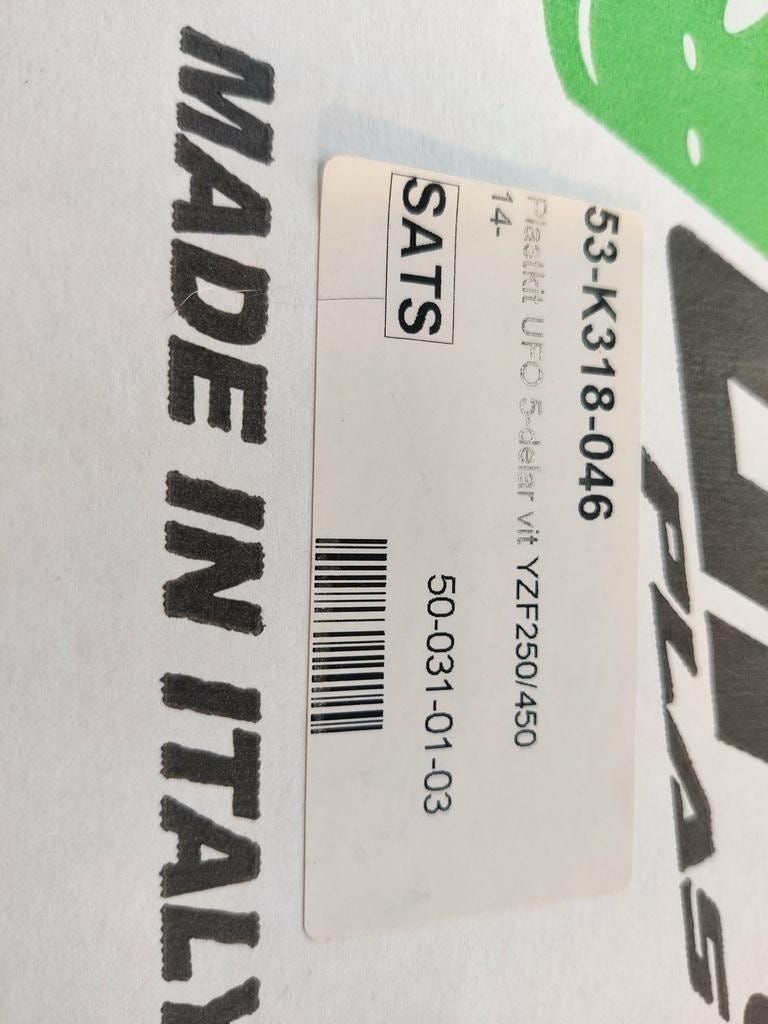 PLAS
53-K318-046
Plastkit UFO 5-delar vit YZF250/450
14-
50-031-01-03
SATS
MADE IN ITALY